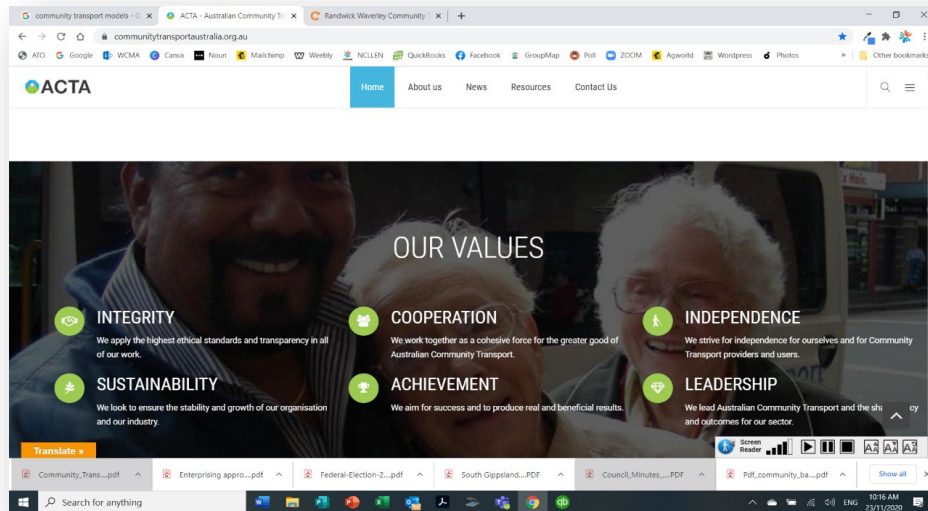 community transport models - G
ACTA - Australian Community Tra
Randwick Waverley Community T
communitytransportaustralia.org.au
ATO
Google
WCMA
Canva
Noun
Mailchimp
Weebly
NCLLEN
QuickBooks
Facebook
GroupMap
Poll
ZOOM
Agworld
Wordpress
Photos
»
Other bookmarks
ACTA
Home
About us
News
Resources
Contact Us
OUR VALUES
INTEGRITY
We apply the highest ethical standards and transparency in all
of our work.
COOPERATION
We work together as a cohesive force for the greater good of
Australian Community Transport.
INDEPENDENCE
We strive for independence for ourselves and for Community
Transport providers and users.
SUSTAINABILITY
We look to ensure the stability and growth of our organisation
and our industry.
ACHIEVEMENT
We aim for success and to produce real and beneficial results.
LEADERSHIP
We lead Australian Community Transport and the
and outcomes for our sector.
Translate »
Screen
Reader
Community_Trans....pdf
Enterprising appro....pdf
Federal-Election-2....pdf
South Gippsland....PDF
Council_Minutes_....PDF
Pdf_community_ba....pdf
Show all
Search for anything
ENG
10:16 AM
23/11/2020